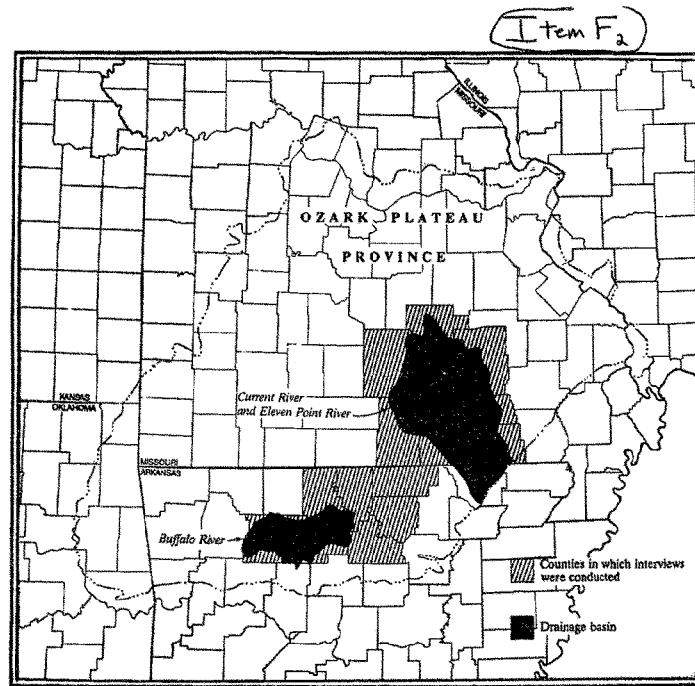 Item F2
ILLINOIS
MISSOURI
OZARK PLATEAU
PROVINCE
Current River
and Eleven Point River
KANSAS
OKLAHOMA
MISSOURI
ARKANSAS
Buffalo River
Counties in which interviews
were conducted
Drainage basin